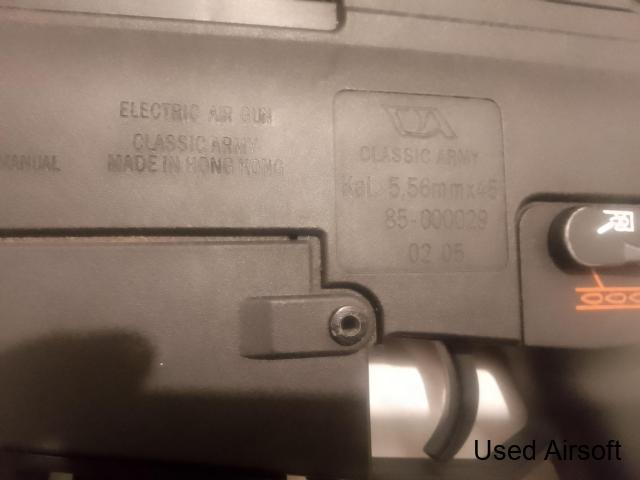 ELECTRIC AIR GUN
CLASSIC ARMY
MADE IN HONG KONG
MANUAL
CA
CLASSIC ARMY
Kal. 5,56mmx45
85-000029
02 05
Used Airsoft